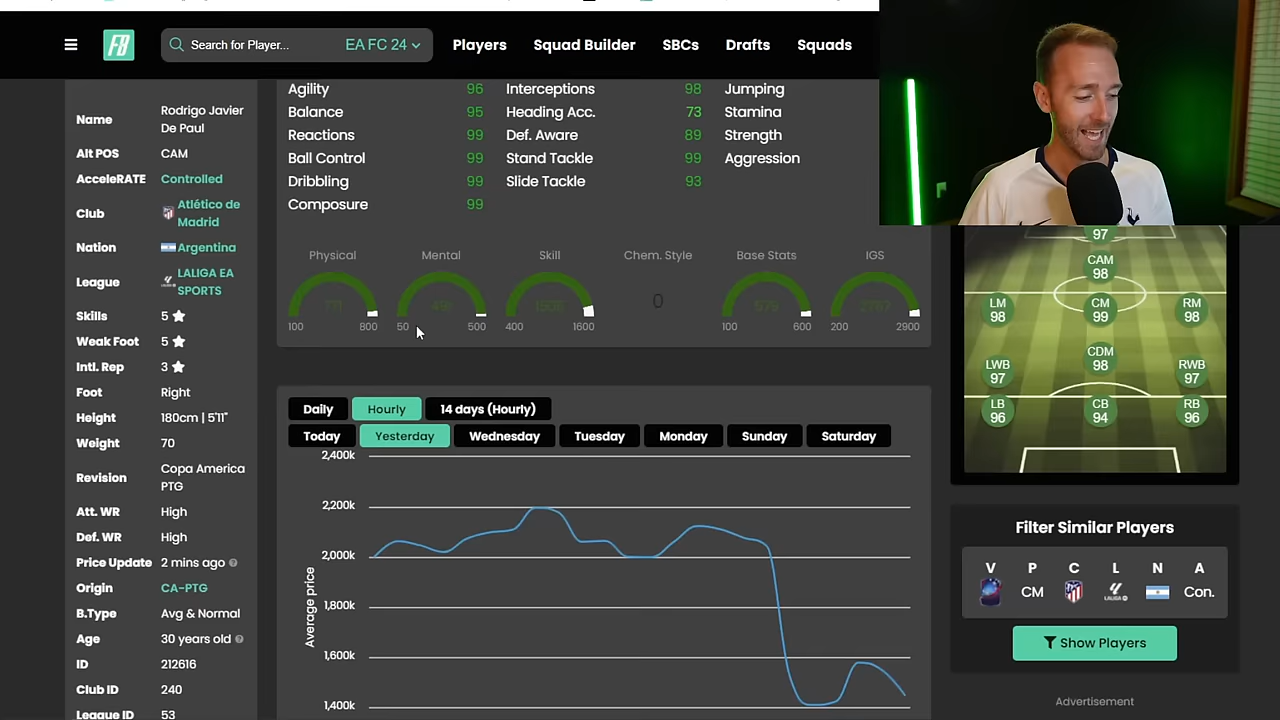 FB
Search for Player...
EA FC 24
Players
Squad Builder
SBCs
Drafts
Squads
Name
Rodrigo Javier
De Paul
Alt POS
CAM
AcceleRATE
Controlled
Club
Atlético de
Madrid
Nation
Argentina
League
LALIGA EA
SPORTS
Skills
5
Weak Foot
5
Intl. Rep
3
Foot
Right
Height
180cm | 5'11"
Weight
70
Revision
Copa America
PTG
Att. WR
High
Def. WR
High
Price Update
2 mins ago
Origin
CA-PTG
B.Type
Avg & Normal
Age
30 years old
ID
212616
Club ID
240
League ID
53
Agility
96
Balance
95
Reactions
99
Ball Control
99
Dribbling
99
Composure
99
Interceptions
98
Heading Acc.
73
Def. Aware
89
Stand Tackle
99
Slide Tackle
93
Jumping
Stamina
Strength
Aggression
Physical
100
800
Mental
50
500
Skill
400
1600
Chem. Style
0
Base Stats
100
600
IGS
200
2900
Daily
Hourly
14 days (Hourly)
Today
Yesterday
Wednesday
Tuesday
Monday
Sunday
Saturday
2,400k
2,200k
2,000k
1,800k
1,600k
1,400k
Average price
97
CAM
98
LM
98
CM
99
RM
98
CDM
98
LWB
97
RWB
97
LB
96
CB
94
RB
96
Filter Similar Players
V
P
C
L
N
A
CM
Con.
Show Players
Advertisement